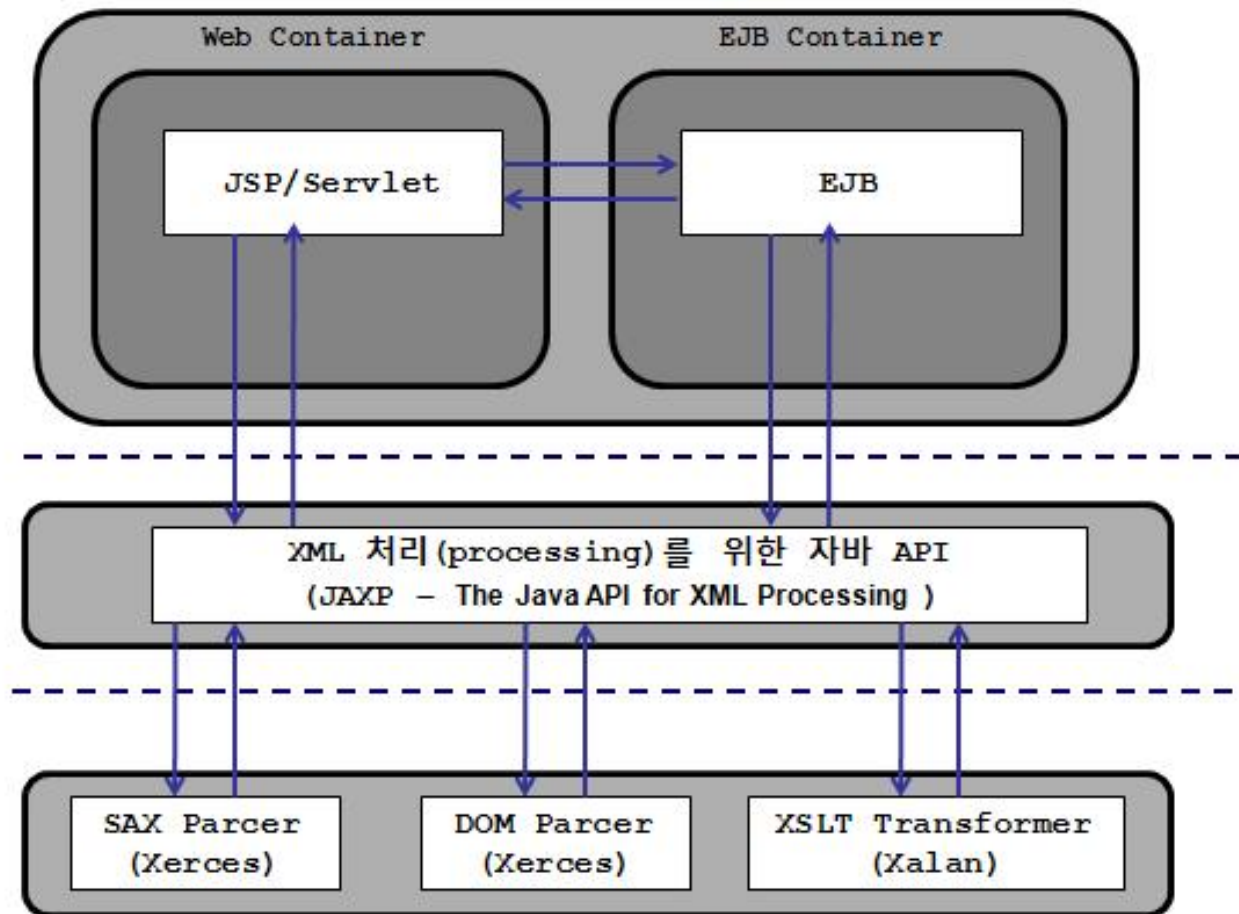 Web Container
EJB Container
JSP/Servlet
EJB
XML 처리(processing)를 위한 자바 API
(JAXP – The Java API for XML Processing )
SAX Parcer
(Xerces)
DOM Parcer
(Xerces)
XSLT Transformer
(Xalan)